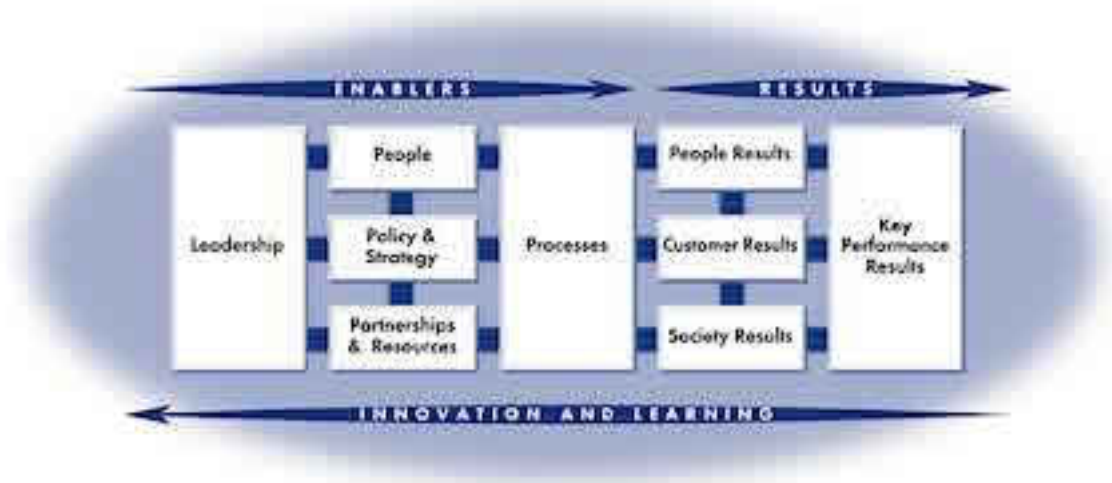 ENABLERS
RESULTS
Leadership
People
Policy &
Strategy
Partnerships
& Resources
Processes
People Results
Customer Results
Society Results
Key
Performance
Results
INNOVATION AND LEARNING